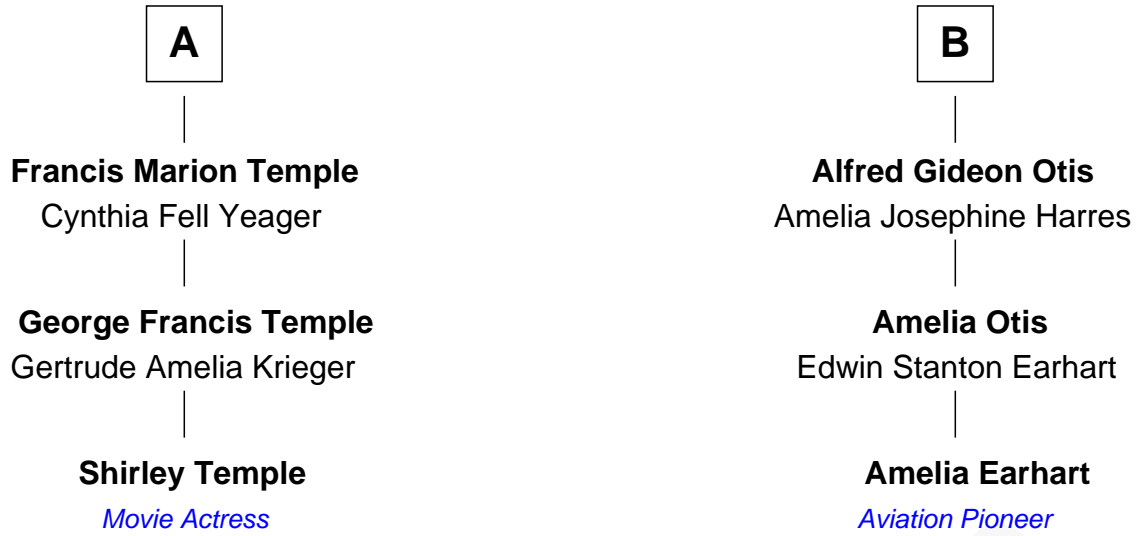 A
B
Francis Marion Temple
Cynthia Fell Yeager
Alfred Gideon Otis
Amelia Josephine Harres
George Francis Temple
Gertrude Amelia Krieger
Amelia Otis
Edwin Stanton Earhart
Shirley Temple
Movie Actress
Amelia Earhart
Aviation Pioneer